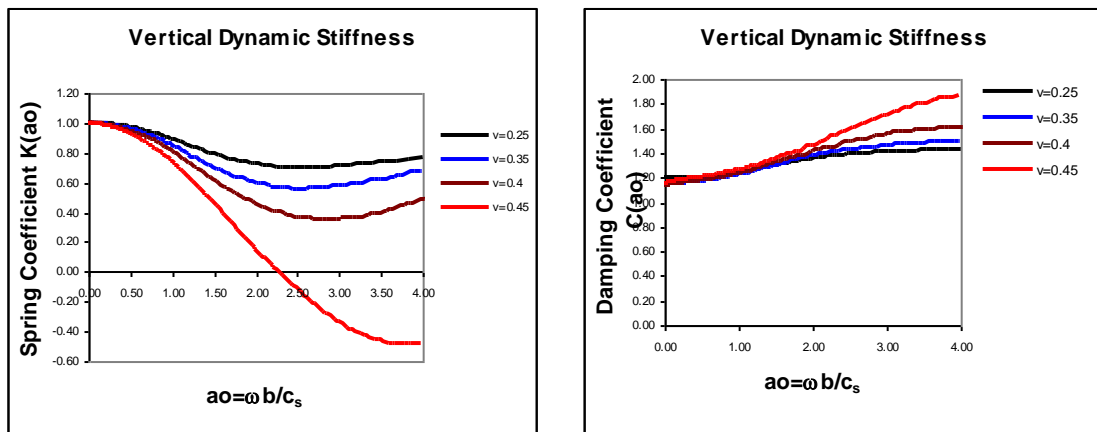 Vertical Dynamic Stiffness
Spring Coefficient K(ao)
1.20
1.00
0.80
0.60
0.40
0.20
0.00
-0.20
-0.40
-0.60
0.00 0.50 1.00 1.50 2.00 2.50 3.00 3.50 4.00
ao=ωb/cs
v=0.25
v=0.35
v=0.4
v=0.45
Vertical Dynamic Stiffness
Damping Coefficient
C(ao)
2.00
1.80
1.60
1.40
1.20
1.00
0.80
0.60
0.40
0.20
0.00
0.00 1.00 2.00 3.00 4.00
ao=ωb/cs
v=0.25
v=0.35
v=0.4
v=0.45